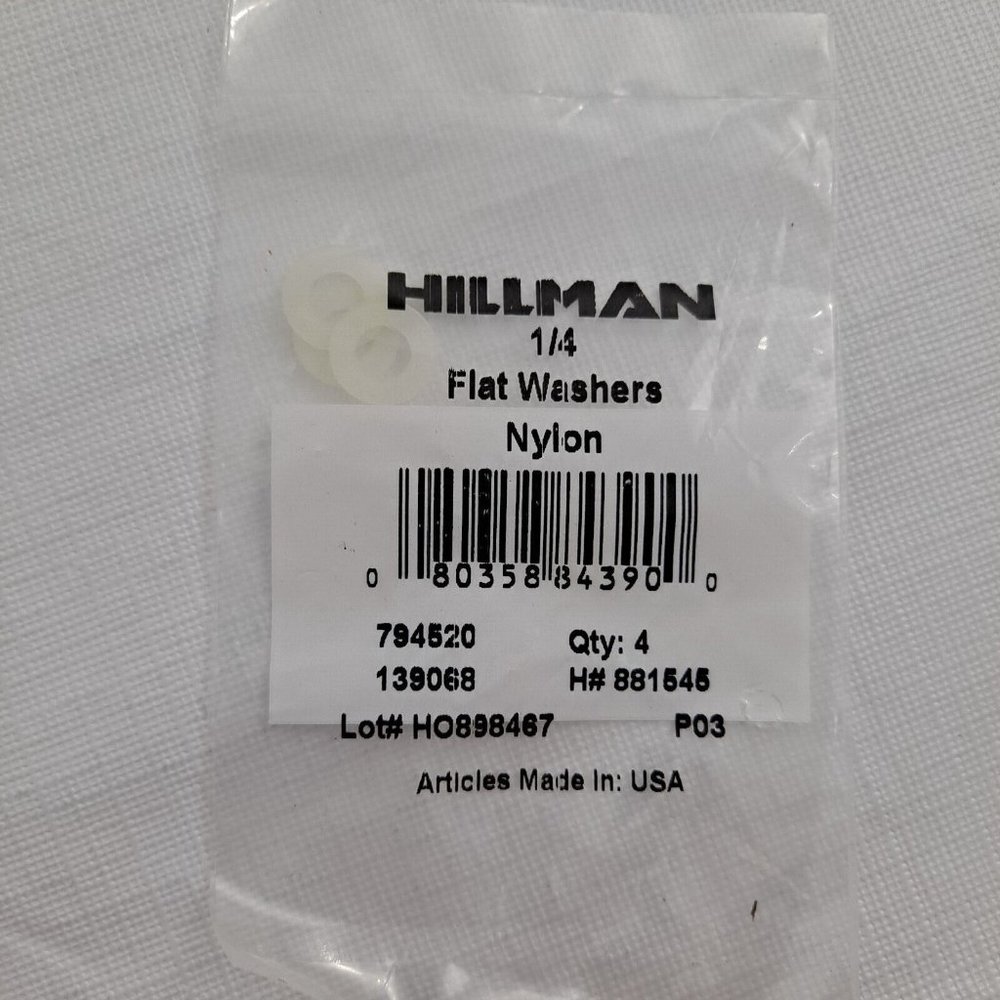 HILLMAN
1/4
Flat Washers
Nylon
0 80358 84390 0
794520 Qty: 4
139068 H# 881545
Lot# HO898467 P03
Articles Made In: USA